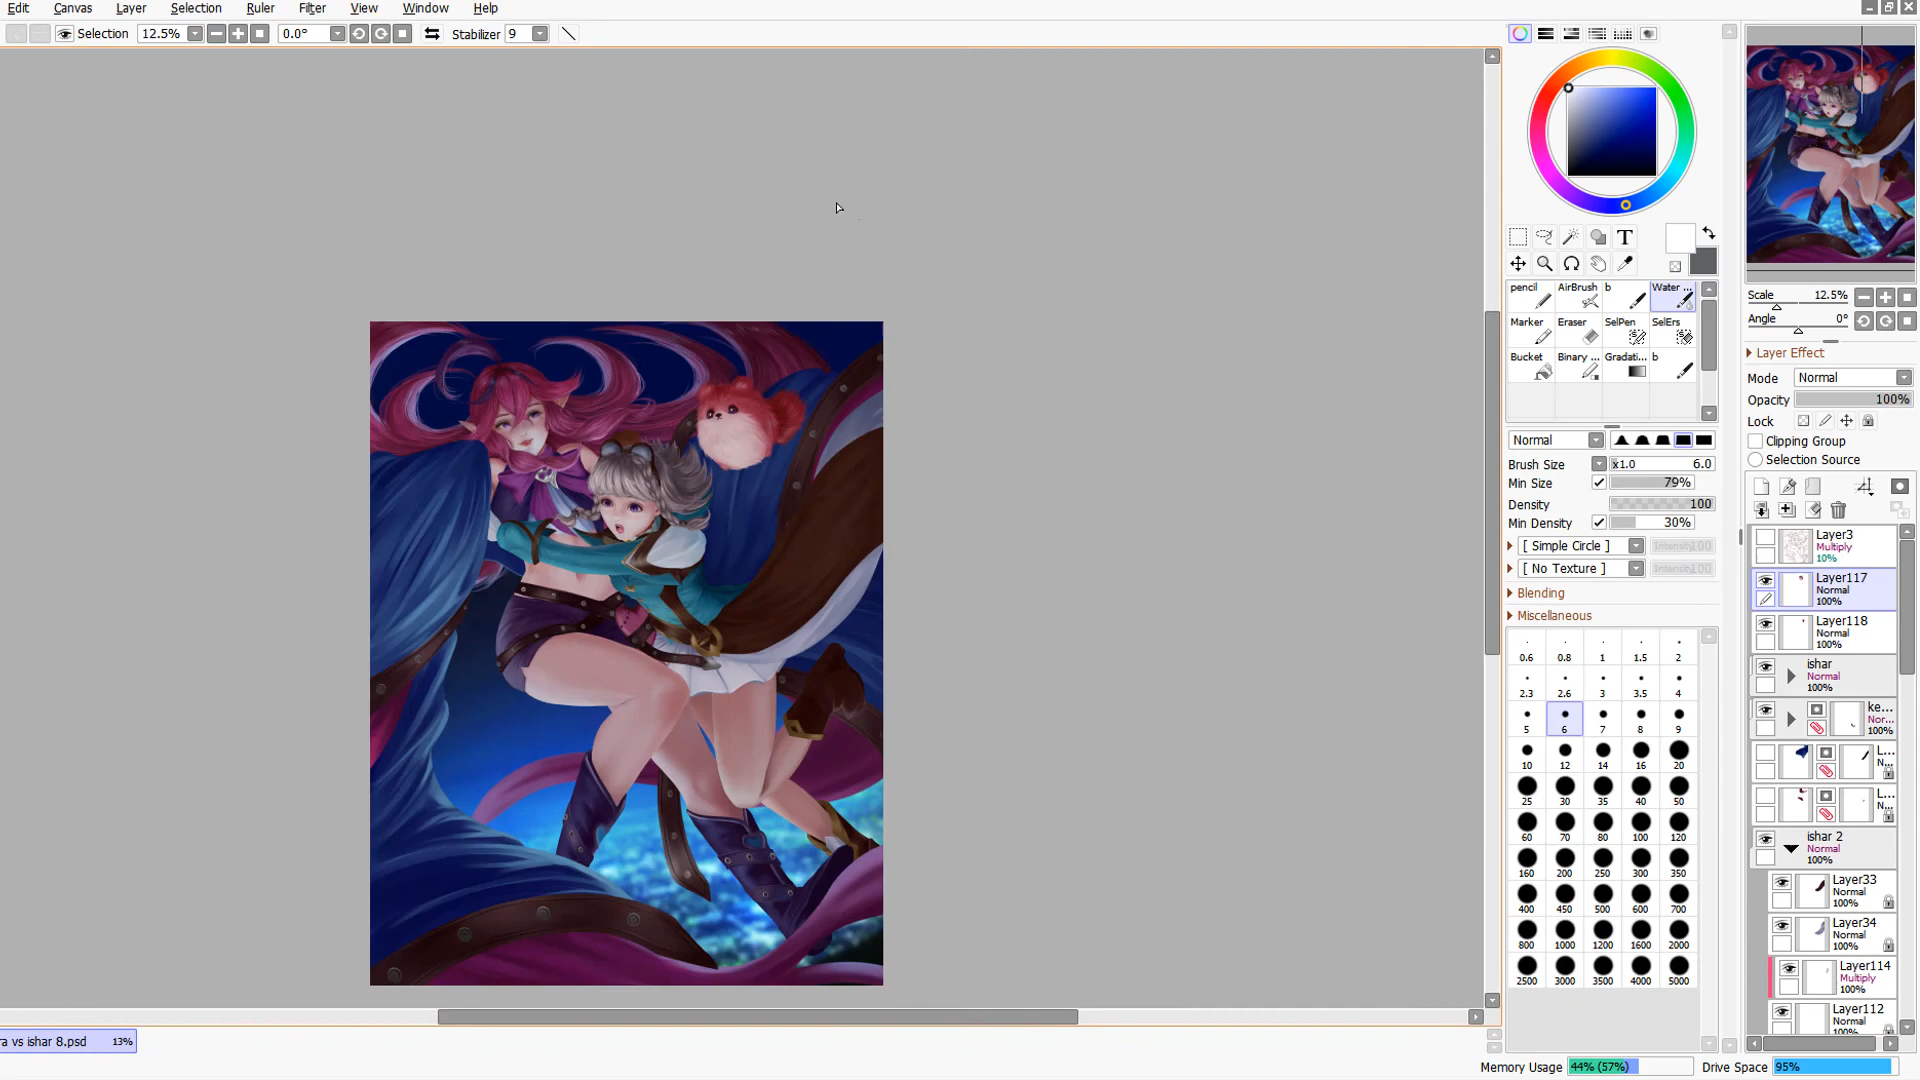 Edit Canvas Layer Selection Ruler Filter View Window Help
Selection 12.5% 0.0° Stabilizer 9
T
pencil AirBrush b Water ...
Marker Eraser SelPen SelErs
Bucket Binary ... Gradati... b
Normal
Brush Size x1.0 6.0
Min Size 79%
Density 100
Min Density 30%
[ Simple Circle ] Intensity 100
[ No Texture ] Intensity 100
Blending
Miscellaneous
0.6 0.8 1 1.5 2
2.3 2.6 3 3.5 4
5 6 7 8 9
10 12 14 16 20
25 30 35 40 50
60 70 80 100 120
160 200 250 300 350
400 450 500 600 700
800 1000 1200 1600 2000
2500 3000 3500 4000 5000
Scale 12.5%
Angle 0°
Layer Effect
Mode Normal
Opacity 100%
Lock
Clipping Group
Selection Source
Layer3
Multiply
10%
Layer117
Normal
100%
Layer118
Normal
100%
ishar
Normal
100%
ke...
Nor...
100%
L...
N...
L...
N...
ishar 2
Normal
100%
Layer33
Normal
100%
Layer34
Normal
100%
Layer114
Multiply
100%
Layer112
Normal
ra vs ishar 8.psd 13%
Memory Usage 44% (57%) Drive Space 95%